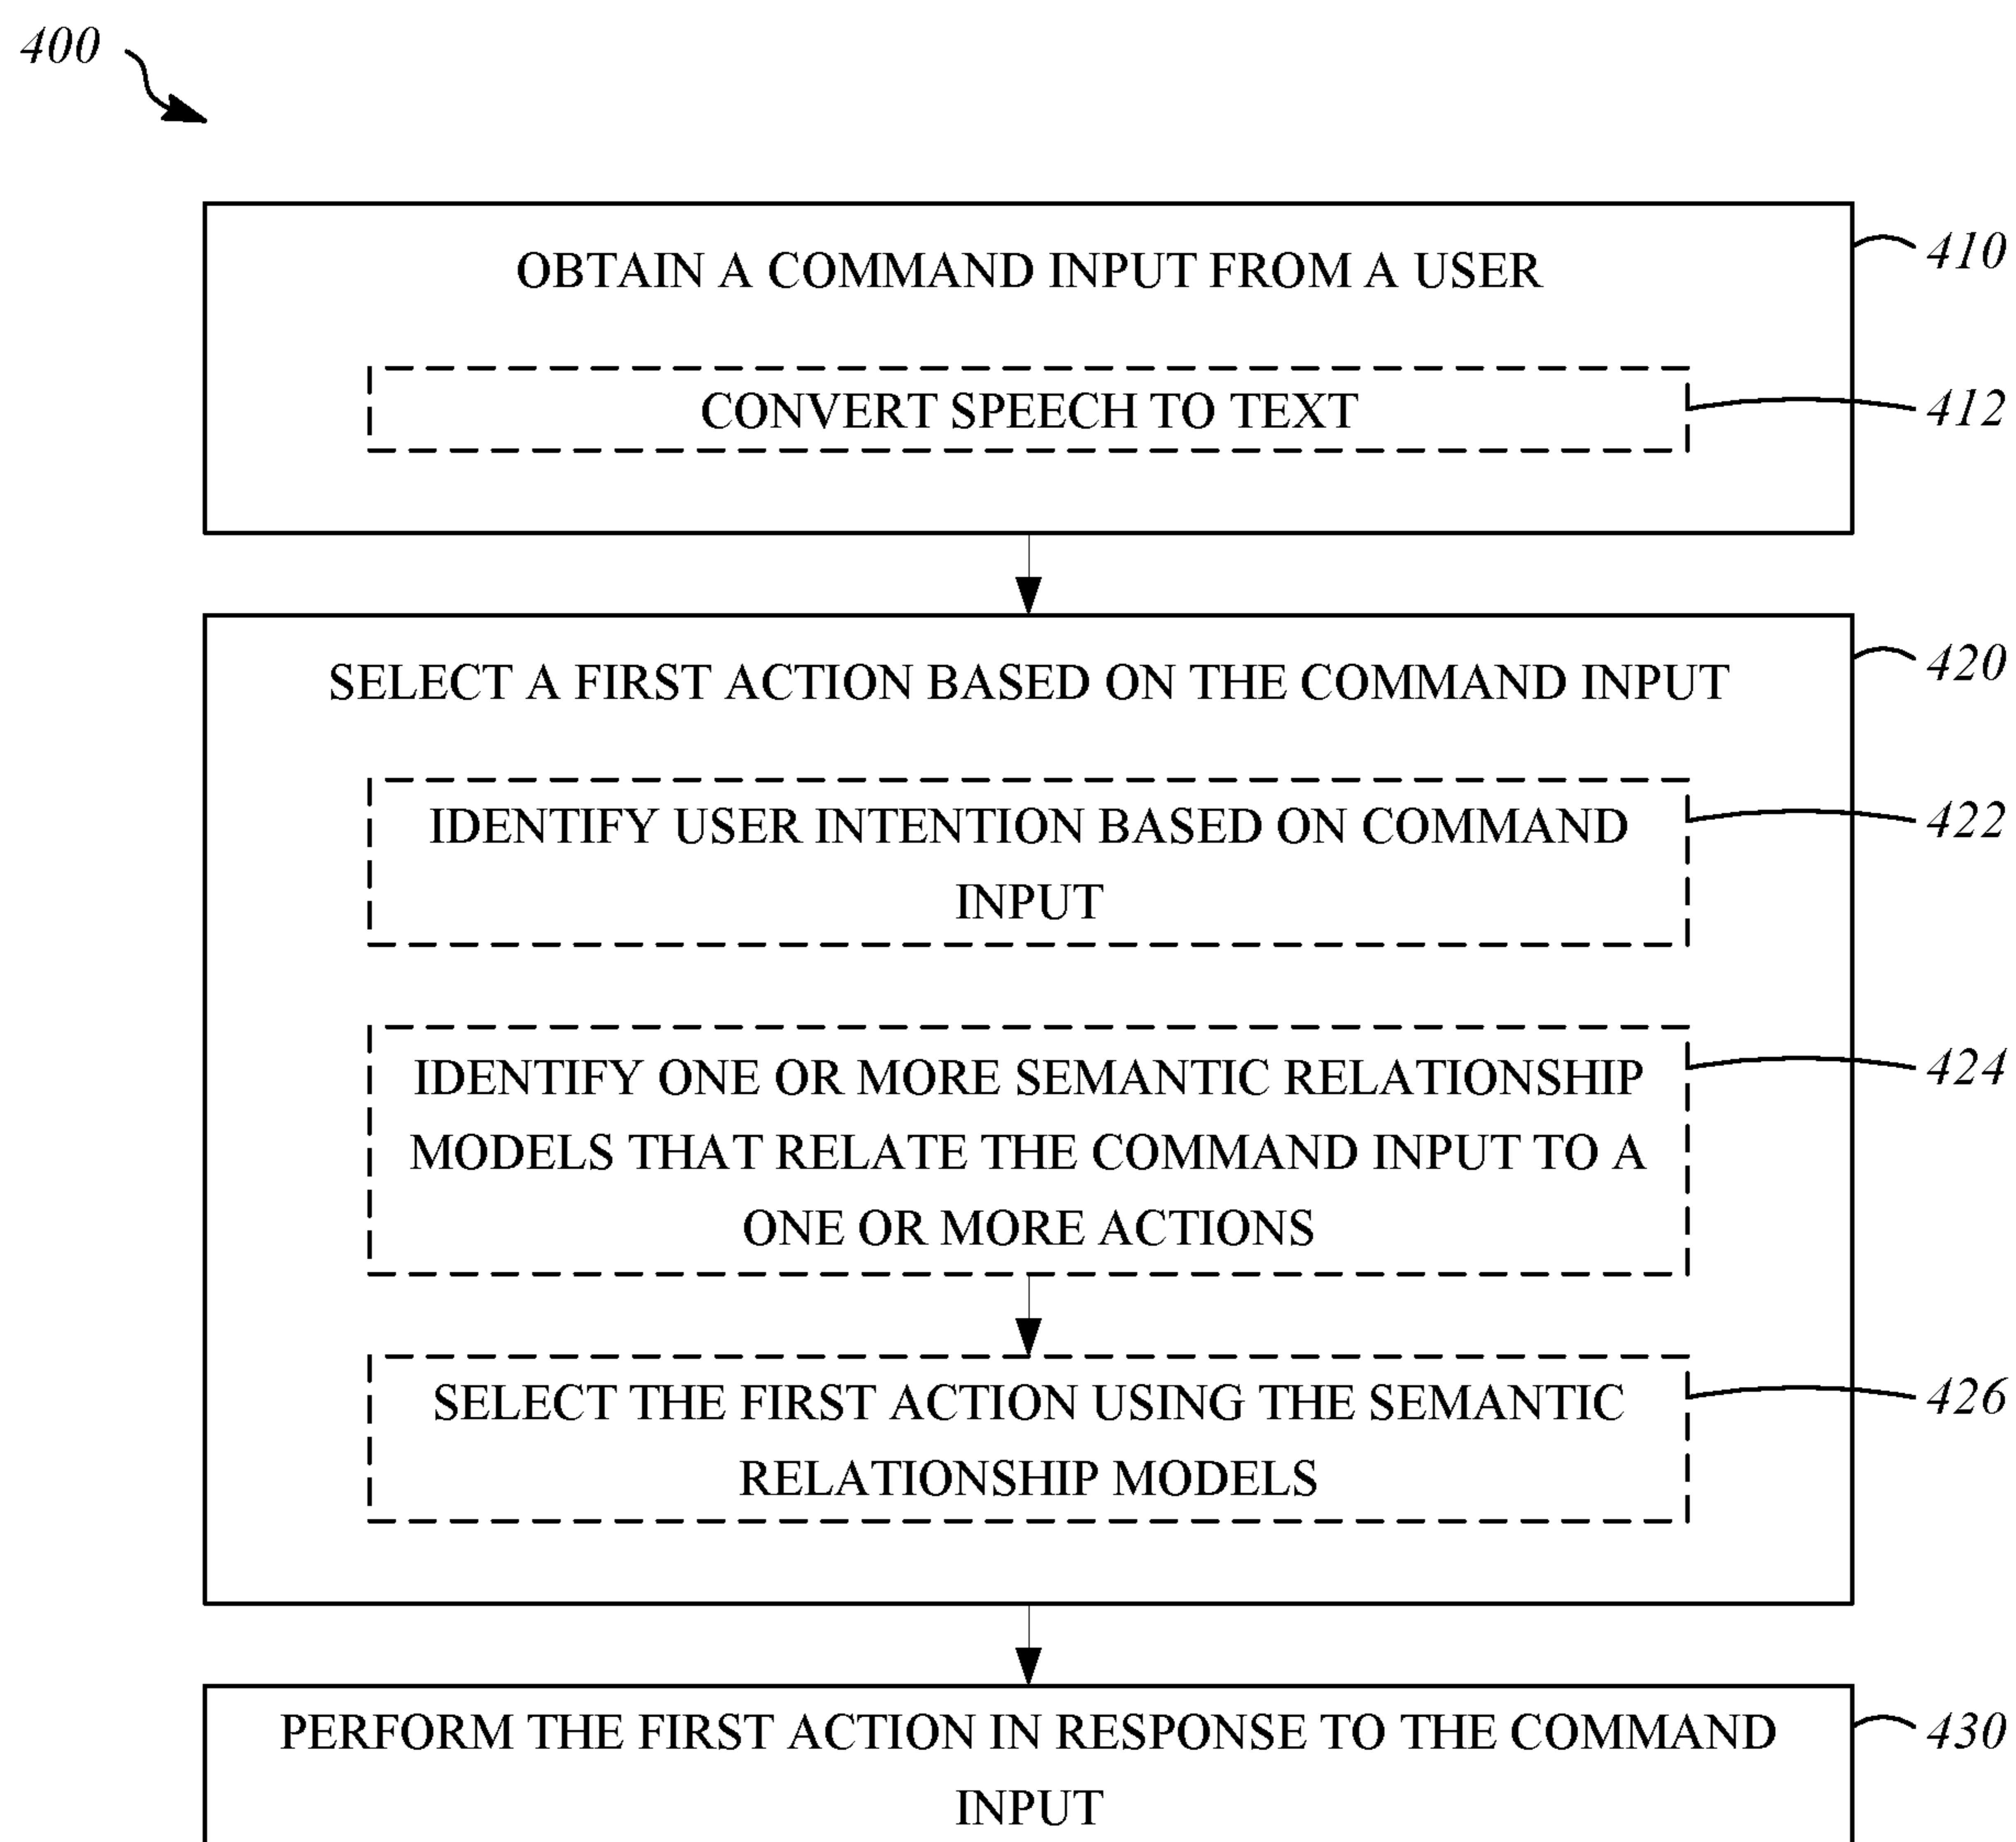 400
OBTAIN A COMMAND INPUT FROM A USER
410
CONVERT SPEECH TO TEXT
412
SELECT A FIRST ACTION BASED ON THE COMMAND INPUT
420
IDENTIFY USER INTENTION BASED ON COMMAND
INPUT
422
IDENTIFY ONE OR MORE SEMANTIC RELATIONSHIP
MODELS THAT RELATE THE COMMAND INPUT TO A
ONE OR MORE ACTIONS
424
SELECT THE FIRST ACTION USING THE SEMANTIC
RELATIONSHIP MODELS
426
PERFORM THE FIRST ACTION IN RESPONSE TO THE COMMAND
INPUT
430